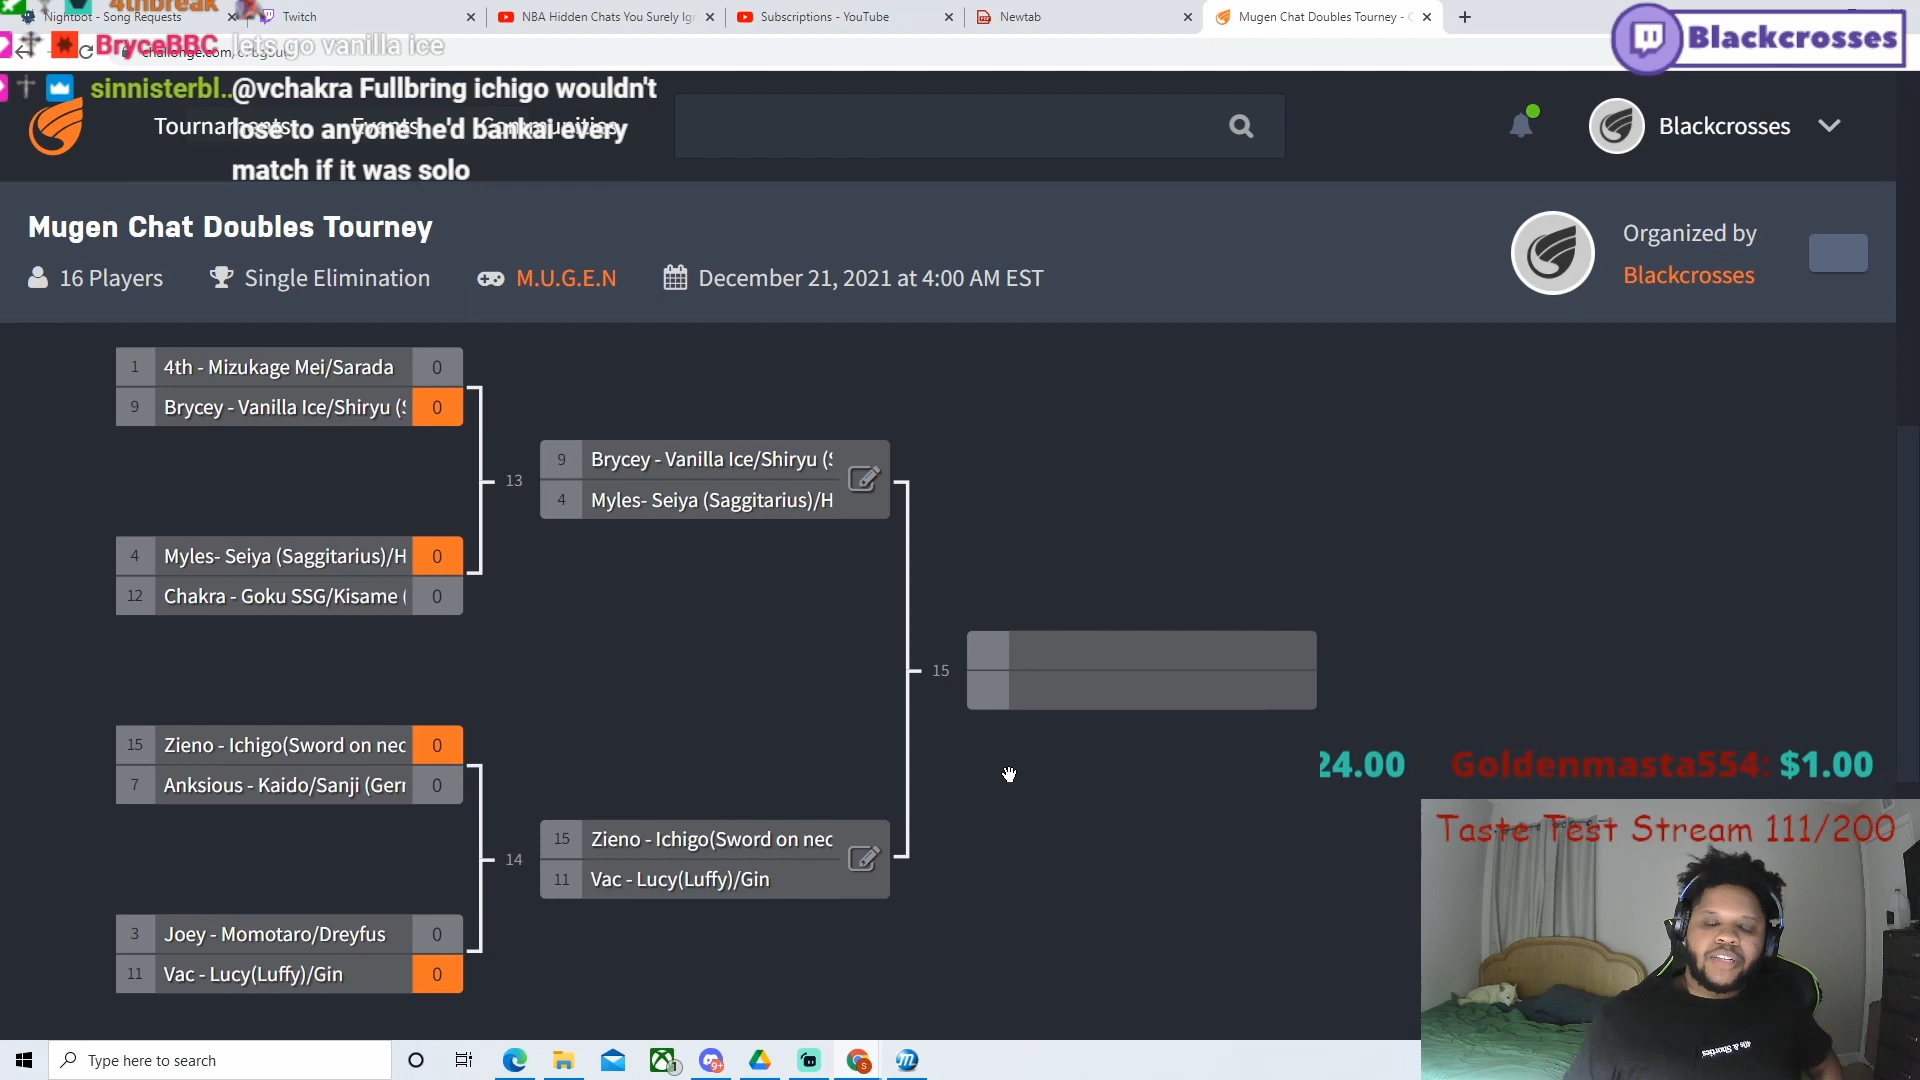 4thbreak
Nightbot - Song Requests
Twitch
NBA Hidden Chats You Surely Ign
Subscriptions - YouTube
Newtab
Mugen Chat Doubles Tourney - C
BryceBBC lets go vanilla ice
Blackcrosses
sinnisterbl.. @vchakra Fullbring ichigo wouldn't
lose to anyone he'd bankai every
match if it was solo
Tournaments Events Communities
Blackcrosses
Mugen Chat Doubles Tourney
16 Players
Single Elimination
M.U.G.E.N
December 21, 2021 at 4:00 AM EST
Organized by
Blackcrosses
1 4th - Mizukage Mei/Sarada 0
9 Brycey - Vanilla Ice/Shiryu (S 0
13
9 Brycey - Vanilla Ice/Shiryu (S
4 Myles- Seiya (Saggitarius)/H
4 Myles- Seiya (Saggitarius)/H 0
12 Chakra - Goku SSG/Kisame ( 0
15
15 Zieno - Ichigo(Sword on nec 0
7 Anksious - Kaido/Sanji (Gerr 0
24.00 Goldenmasta554: $1.00
Taste Test Stream 111/200
14
15 Zieno - Ichigo(Sword on nec
11 Vac - Lucy(Luffy)/Gin
3 Joey - Momotaro/Dreyfus 0
11 Vac - Lucy(Luffy)/Gin 0
Type here to search